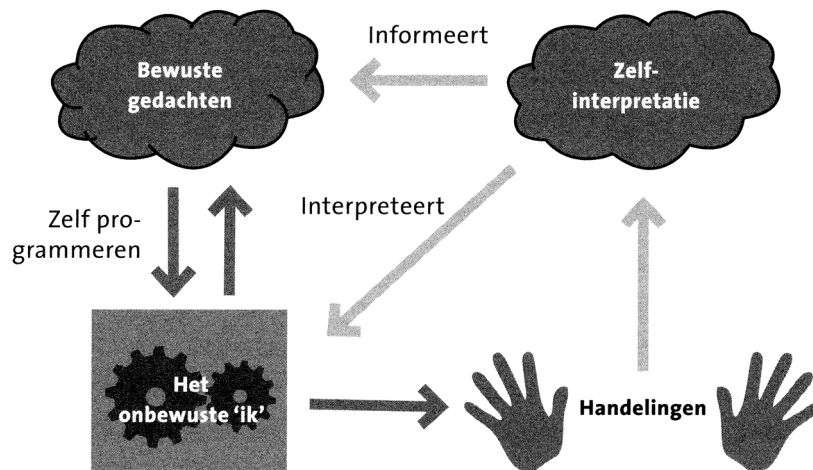 Informeert
Bewuste
gedachten
Zelf-
interpretatie
Zelf pro-
grammeren
Interpreteert
Het
onbewuste ‘ik’
Handelingen